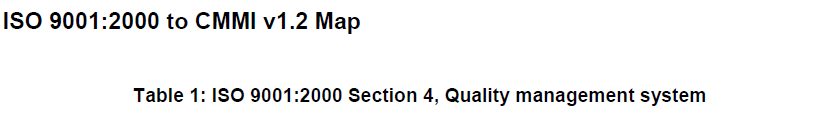 ISO 9001:2000 to CMMI v1.2 Map
Table 1: ISO 9001:2000 Section 4, Quality management system